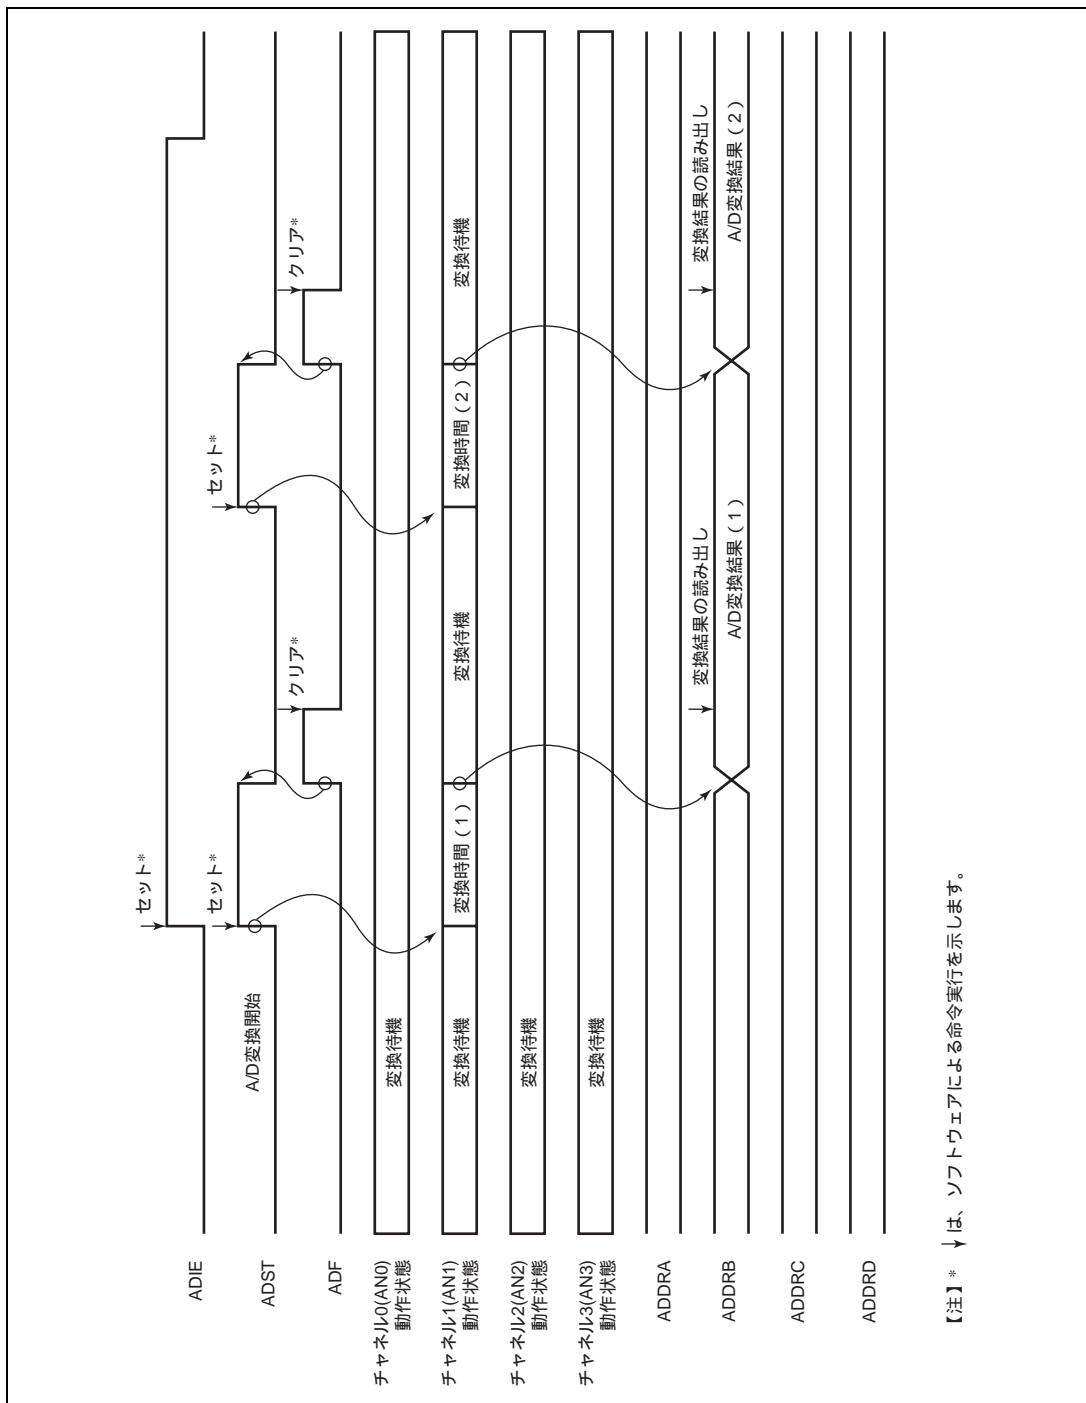 ADIE
セット*
ADST
A/D変換開始
セット*
セット*
ADF
クリア*
クリア*
チャネル0(AN0)
動作状態
変換待機
チャネル1(AN1)
動作状態
変換待機
変換時間（1）
変換待機
変換時間（2）
変換待機
チャネル2(AN2)
動作状態
変換待機
チャネル3(AN3)
動作状態
変換待機
ADDRA
ADDRB
変換結果の読み出し
A/D変換結果（1）
変換結果の読み出し
A/D変換結果（2）
ADDRC
ADDRD
【注】* ↓ は、ソフトウェアによる命令実行を示します。